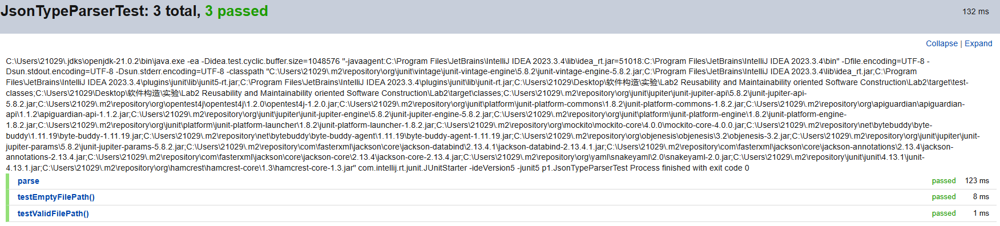 JsonTypeParserTest: 3 total, 3 passed 132 ms
Collapse | Expand
C:\Users\21029\.jdks\openjdk-21.0.2\bin\java.exe -ea -Didea.test.cyclic.buffer.size=1048576 "-javaagent:C:\Program Files\JetBrains\IntelliJ IDEA 2023.3.4\lib\idea_rt.jar=51018:C:\Program Files\JetBrains\IntelliJ IDEA 2023.3.4\bin" -Dfile.encoding=UTF-8 -
Dsun.stdout.encoding=UTF-8 -Dsun.stderr.encoding=UTF-8 -classpath "C:\Users\21029\.m2\repository\org\junit\vintage\junit-vintage-engine\5.8.2\junit-vintage-engine-5.8.2.jar;C:\Program Files\JetBrains\IntelliJ IDEA 2023.3.4\lib\idea_rt.jar;C:\Program
Files\JetBrains\IntelliJ IDEA 2023.3.4\plugins\junit\lib\junit5-rt.jar;C:\Program Files\JetBrains\IntelliJ IDEA 2023.3.4\plugins\junit\lib\junit-rt.jar;C:\Users\21029\Desktop\软件构造\实验\Lab2 Reusability and Maintainability oriented Software Construction\Lab2\target\test-
classes;C:\Users\21029\Desktop\软件构造\实验\Lab2 Reusability and Maintainability oriented Software Construction\Lab2\target\classes;C:\Users\21029\.m2\repository\org\junit\jupiter\junit-jupiter-api\5.8.2\junit-jupiter-api-
5.8.2.jar;C:\Users\21029\.m2\repository\org\opentest4j\opentest4j\1.2.0\opentest4j-1.2.0.jar;C:\Users\21029\.m2\repository\org\junit\platform\junit-platform-commons\1.8.2\junit-platform-commons-1.8.2.jar;C:\Users\21029\.m2\repository\org\apiguardian\apiguardian-
api\1.1.2\apiguardian-api-1.1.2.jar;C:\Users\21029\.m2\repository\org\junit\jupiter\junit-jupiter-engine\5.8.2\junit-jupiter-engine-5.8.2.jar;C:\Users\21029\.m2\repository\org\junit\platform\junit-platform-engine\1.8.2\junit-platform-engine-
1.8.2.jar;C:\Users\21029\.m2\repository\org\junit\platform\junit-platform-launcher\1.8.2\junit-platform-launcher-1.8.2.jar;C:\Users\21029\.m2\repository\org\mockito\mockito-core\4.0.0\mockito-core-4.0.0.jar;C:\Users\21029\.m2\repository\net\bytebuddy\byte-
buddy\1.11.19\byte-buddy-1.11.19.jar;C:\Users\21029\.m2\repository\net\bytebuddy\byte-buddy-agent\1.11.19\byte-buddy-agent-1.11.19.jar;C:\Users\21029\.m2\repository\org\objenesis\objenesis\3.2\objenesis-3.2.jar;C:\Users\21029\.m2\repository\org\junit\jupiter\junit-
jupiter-params\5.8.2\junit-jupiter-params-5.8.2.jar;C:\Users\21029\.m2\repository\com\fasterxml\jackson\core\jackson-databind\2.13.4.1\jackson-databind-2.13.4.1.jar;C:\Users\21029\.m2\repository\com\fasterxml\jackson\core\jackson-annotations\2.13.4\jackson-
annotations-2.13.4.jar;C:\Users\21029\.m2\repository\com\fasterxml\jackson\core\jackson-core\2.13.4\jackson-core-2.13.4.jar;C:\Users\21029\.m2\repository\org\yaml\snakeyaml\2.0\snakeyaml-2.0.jar;C:\Users\21029\.m2\repository\junit\junit\4.13.1\junit-
4.13.1.jar;C:\Users\21029\.m2\repository\org\hamcrest\hamcrest-core\1.3\hamcrest-core-1.3.jar" com.intellij.rt.junit.JUnitStarter -ideVersion5 -junit5 p1.JsonTypeParserTest Process finished with exit code 0
parse passed 123 ms
testEmptyFilePath() passed 8 ms
testValidFilePath() passed 1 ms